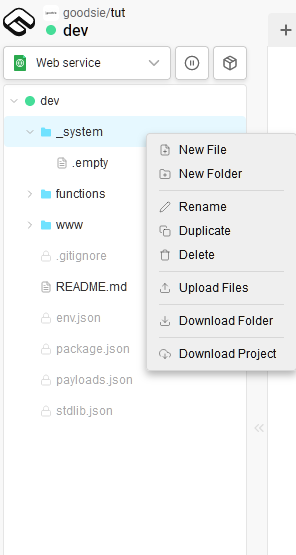 goodsie/tut
dev
Web service
dev
_system
.empty
functions
www
.gitignore
README.md
env.json
package.json
payloads.json
stdlib.json
New File
New Folder
Rename
Duplicate
Delete
Upload Files
Download Folder
Download Project